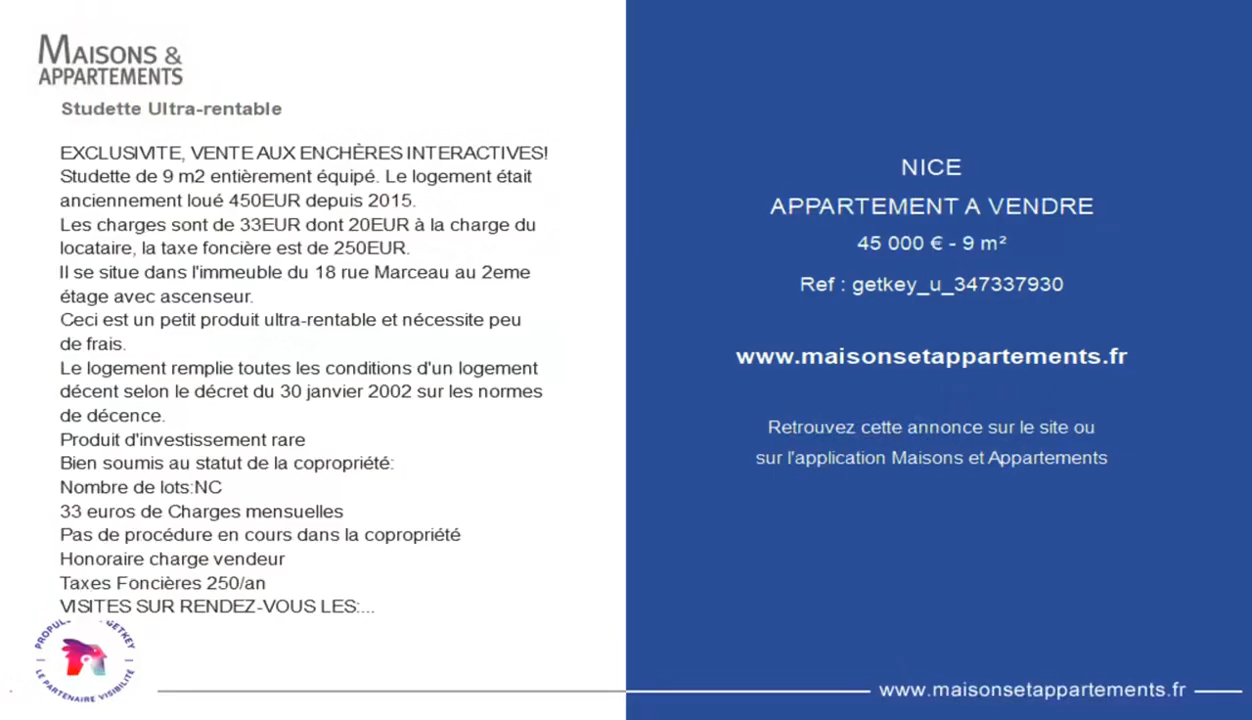 MAISONS &
APPARTEMENTS
Studette Ultra-rentable
EXCLUSIVITE, VENTE AUX ENCHÈRES INTERACTIVES!
Studette de 9 m2 entièrement équipé. Le logement était
anciennement loué 450EUR depuis 2015.
Les charges sont de 33EUR dont 20EUR à la charge du
locataire, la taxe foncière est de 250EUR.
Il se situe dans l'immeuble du 18 rue Marceau au 2eme
étage avec ascenseur.
Ceci est un petit produit ultra-rentable et nécessite peu
de frais.
Le logement remplie toutes les conditions d'un logement
décent selon le décret du 30 janvier 2002 sur les normes
de décence.
Produit d'investissement rare
Bien soumis au statut de la copropriété:
Nombre de lots:NC
33 euros de Charges mensuelles
Pas de procédure en cours dans la copropriété
Honoraire charge vendeur
Taxes Foncières 250/an
VISITES SUR RENDEZ-VOUS LES:...
GETKEY
LE PARTENAIRE VISIBILITÉ
NICE
APPARTEMENT A VENDRE
45 000 € - 9 m²
Ref : getkey_u_347337930
www.maisonsetappartements.fr
Retrouvez cette annonce sur le site ou
sur l'application Maisons et Appartements
www.maisonsetappartements.fr